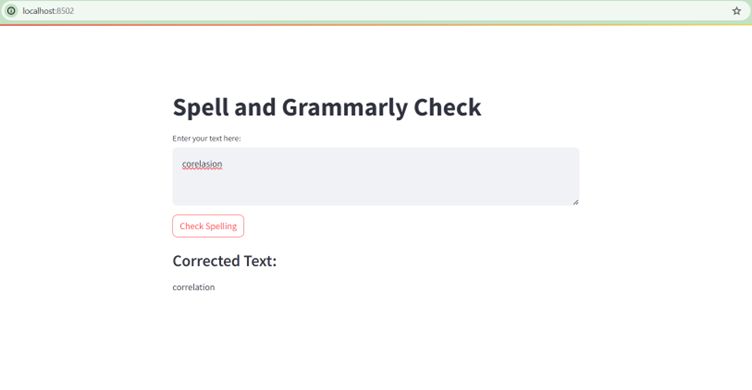 localhost:8502
Spell and Grammarly Check
Enter your text here:
corelasion
Check Spelling
Corrected Text:
correlation